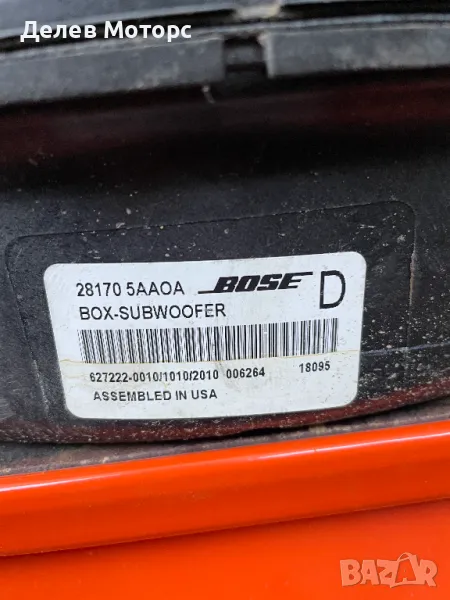 Делев Моторс
28170 5AAOA BOSE D
BOX-SUBWOOFER
627222-0010/1010/2010 006264 18095
ASSEMBLED IN USA
BAZAR